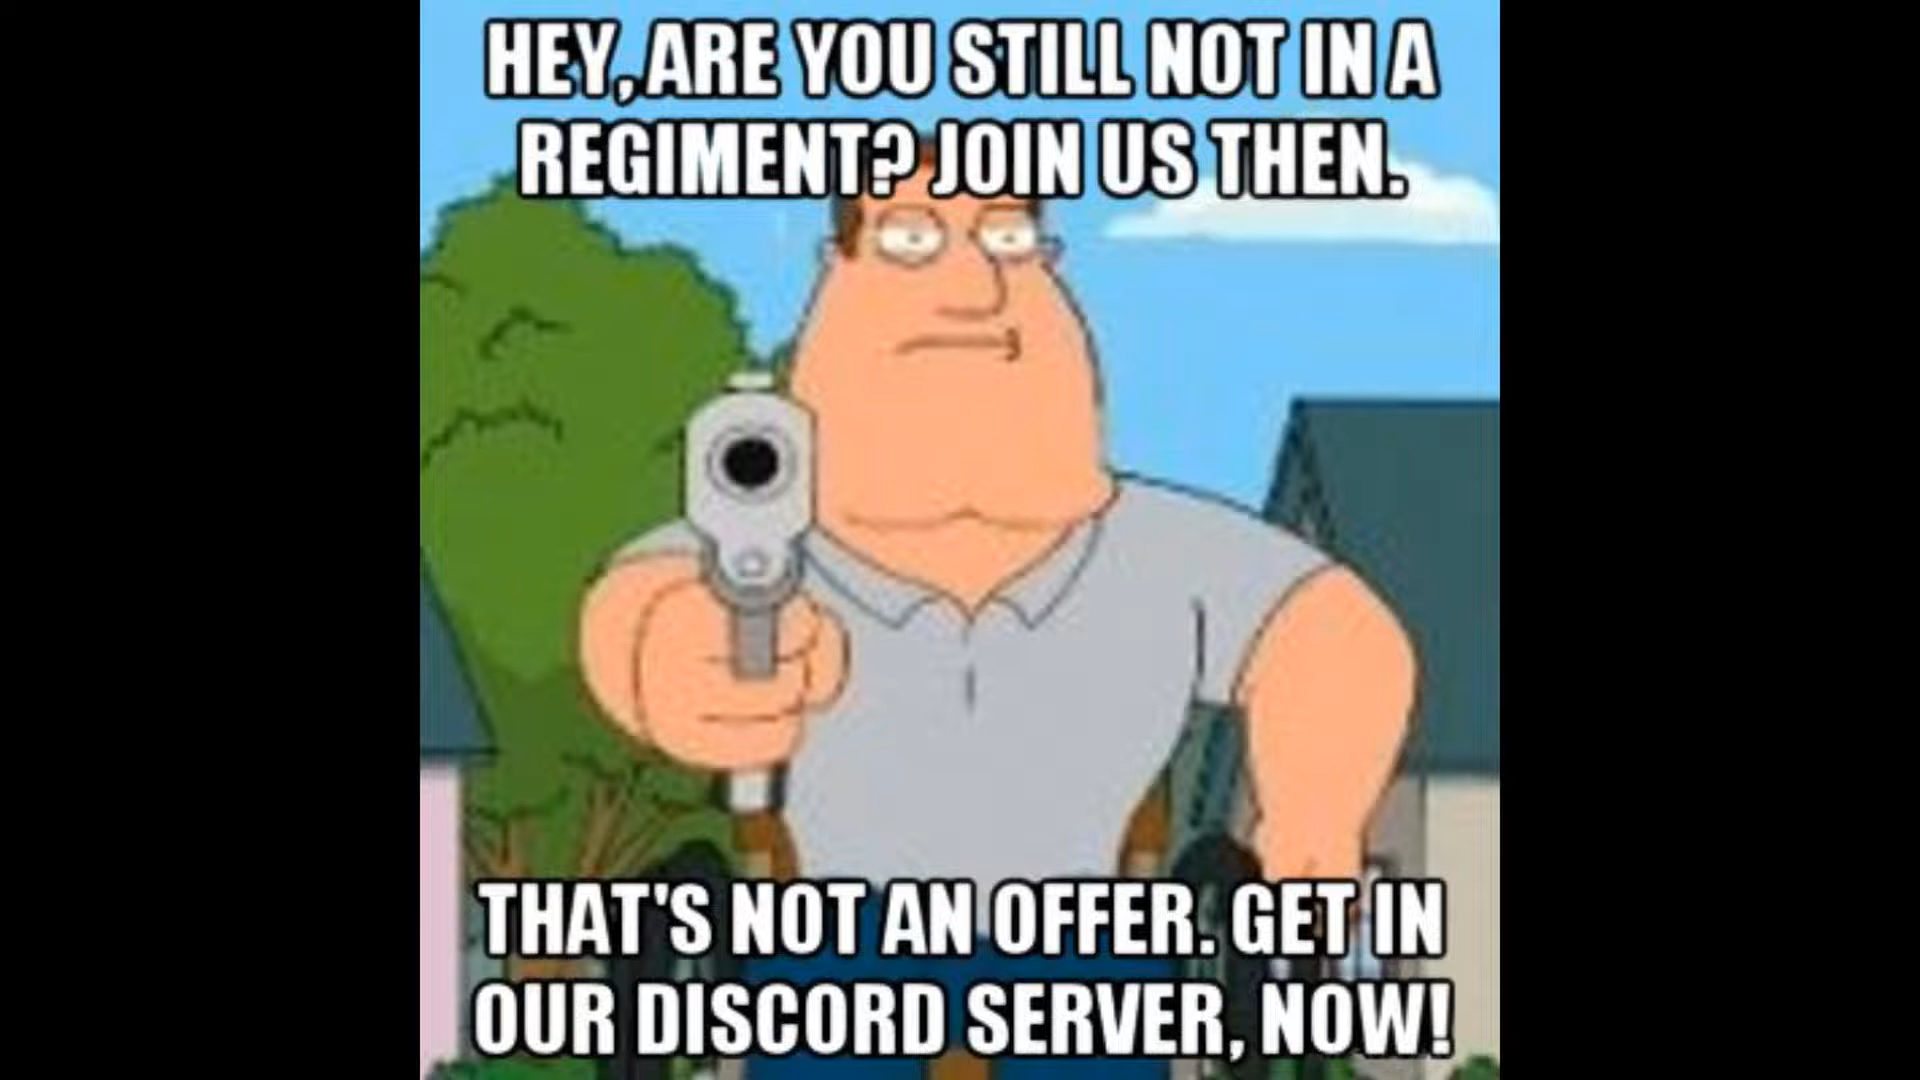 HEY, ARE YOU STILL NOT IN A
REGIMENT? JOIN US THEN.
THAT'S NOT AN OFFER. GET IN
OUR DISCORD SERVER, NOW!